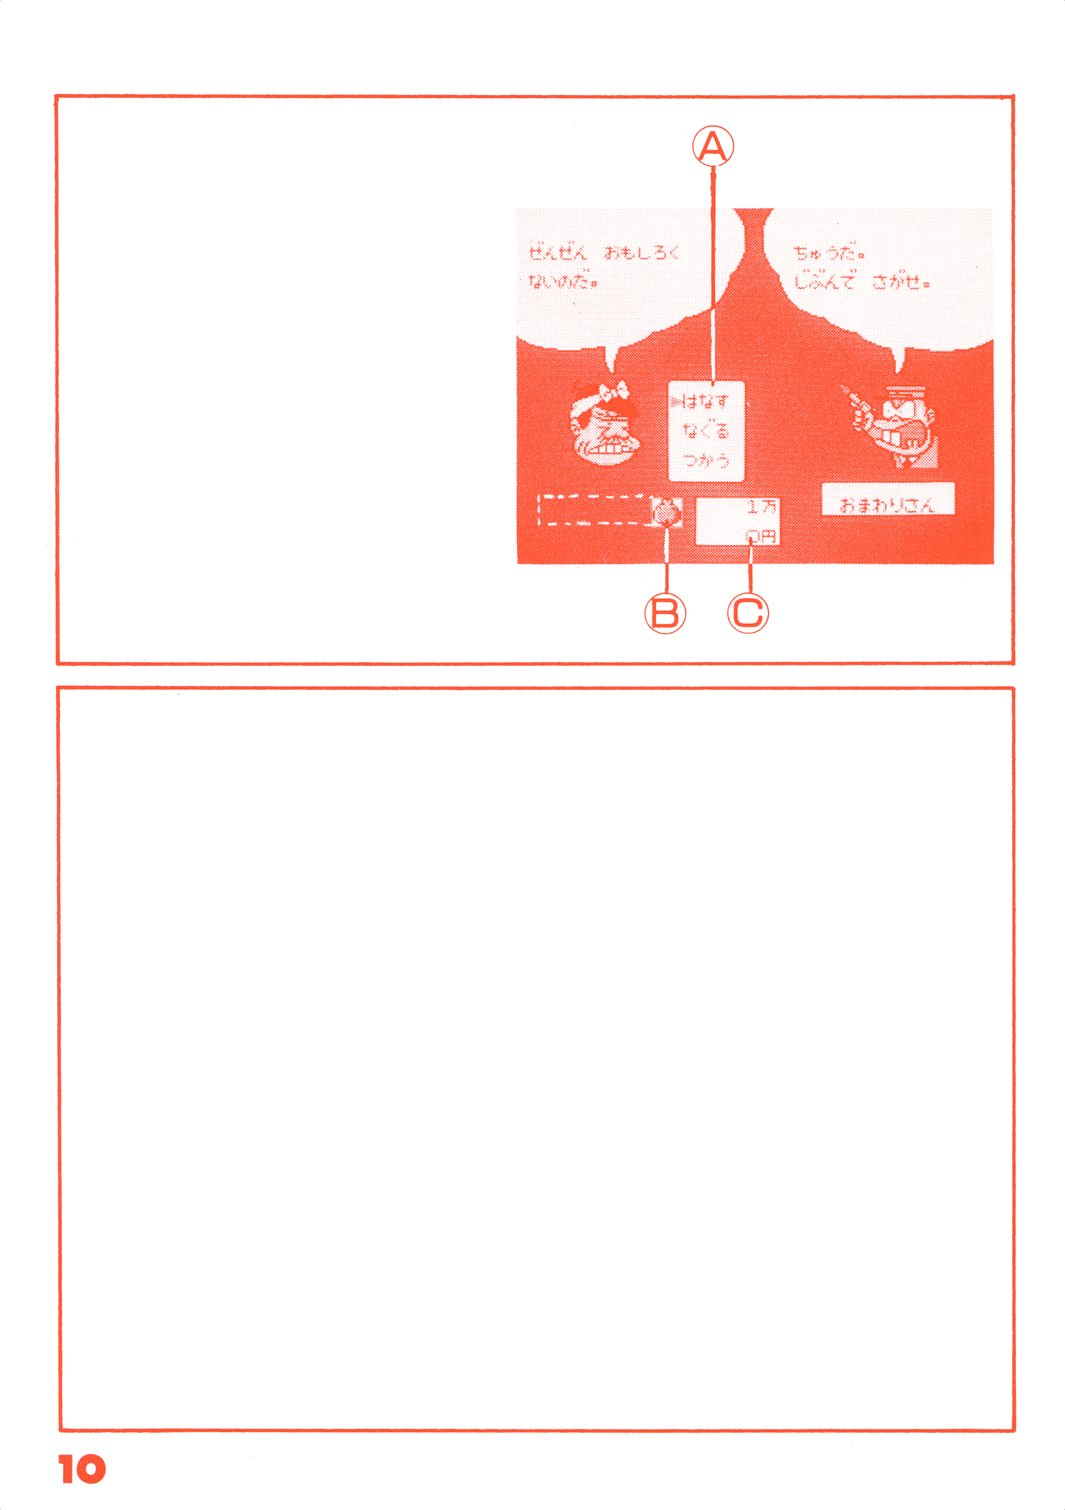 Ⓐ
ぜんぜん おもしろく
ないのだ。
ちゅうだ。
じぶんで さがせ。
はなす
なぐる
つかう
1万
0円
おまわりさん
Ⓑ
Ⓒ
10